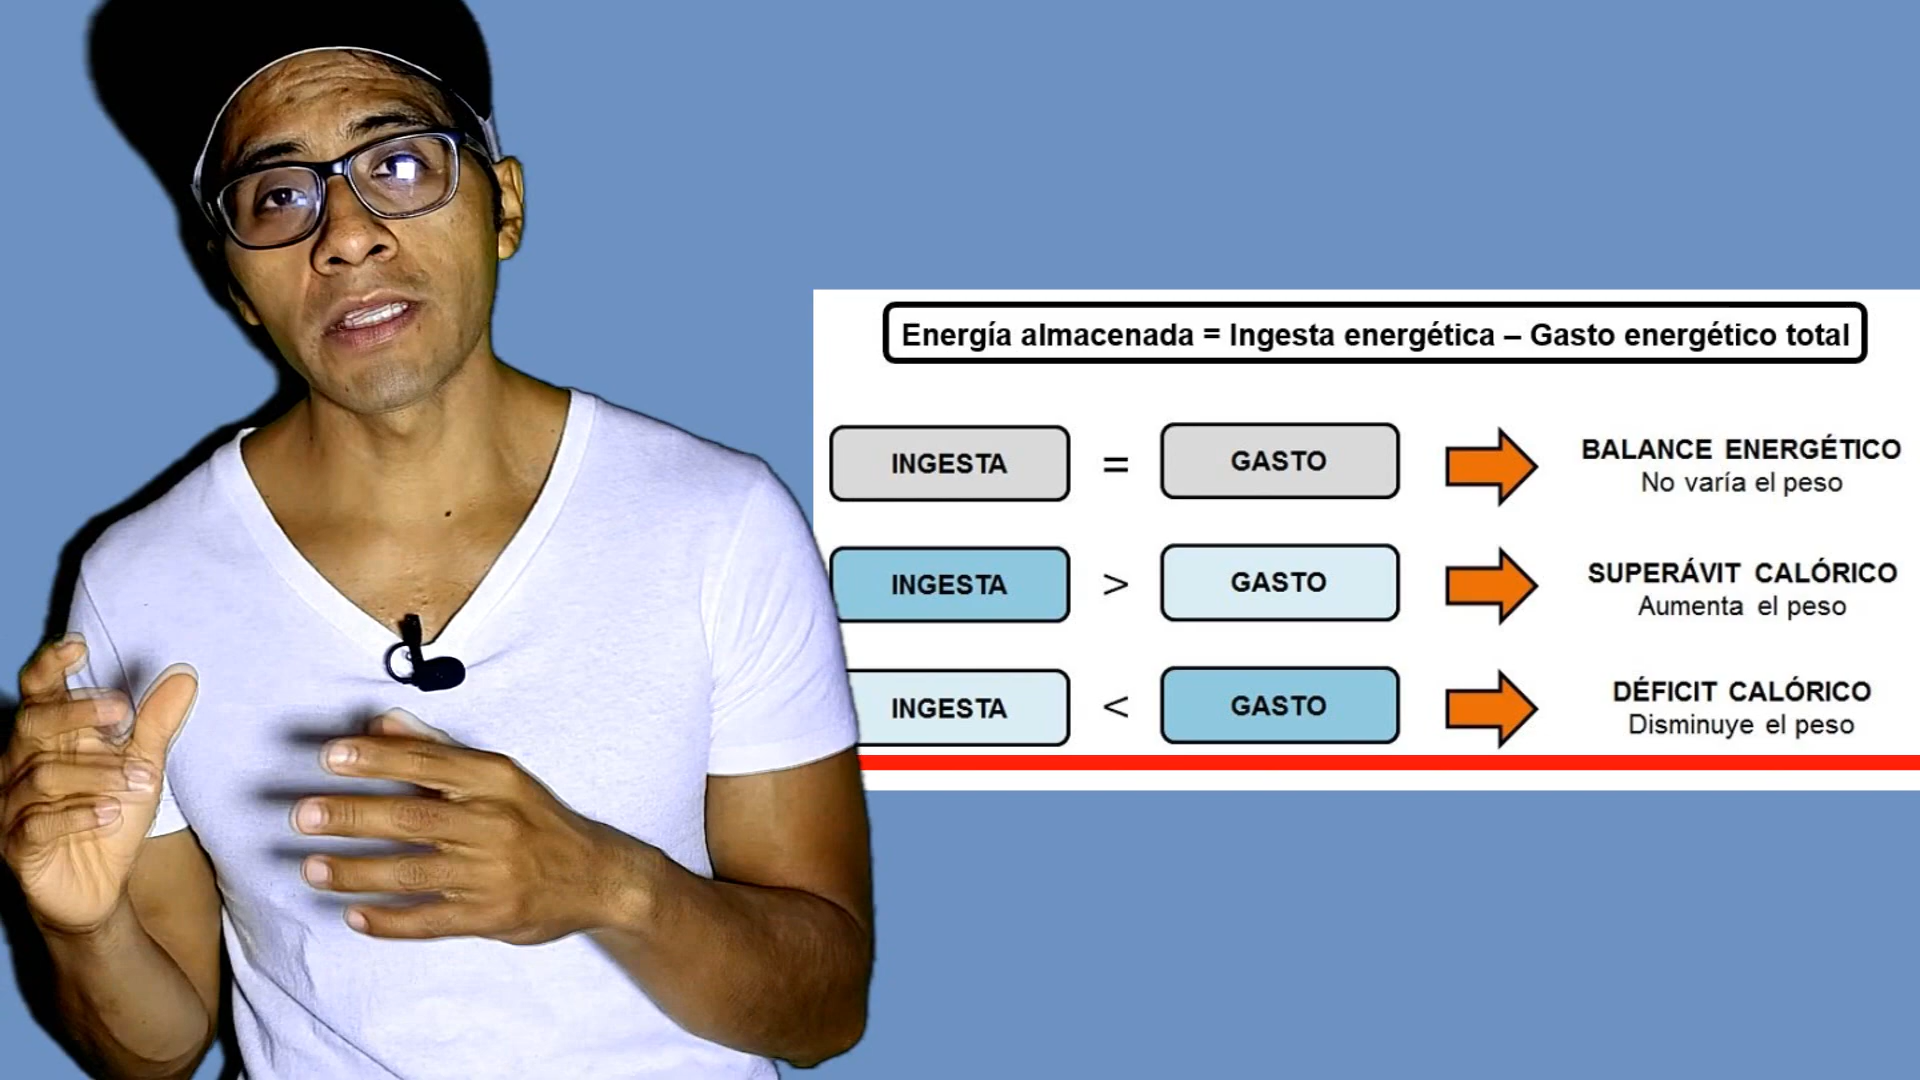 Energía almacenada = Ingesta energética – Gasto energético total
INGESTA = GASTO BALANCE ENERGÉTICO
No varía el peso
INGESTA > GASTO SUPERÁVIT CALÓRICO
Aumenta el peso
INGESTA < GASTO DÉFICIT CALÓRICO
Disminuye el peso